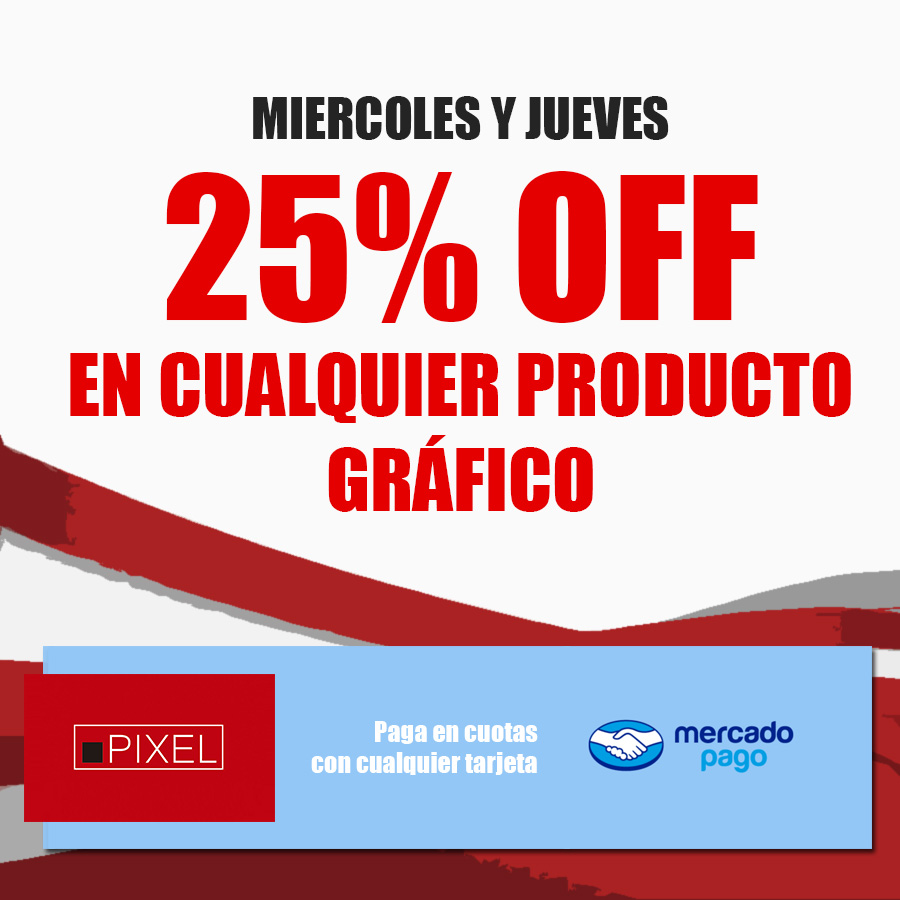 MIERCOLES Y JUEVES
25% OFF
EN CUALQUIER PRODUCTO
GRÁFICO
PIXEL
Paga en cuotas
con cualquier tarjeta
mercado
pago